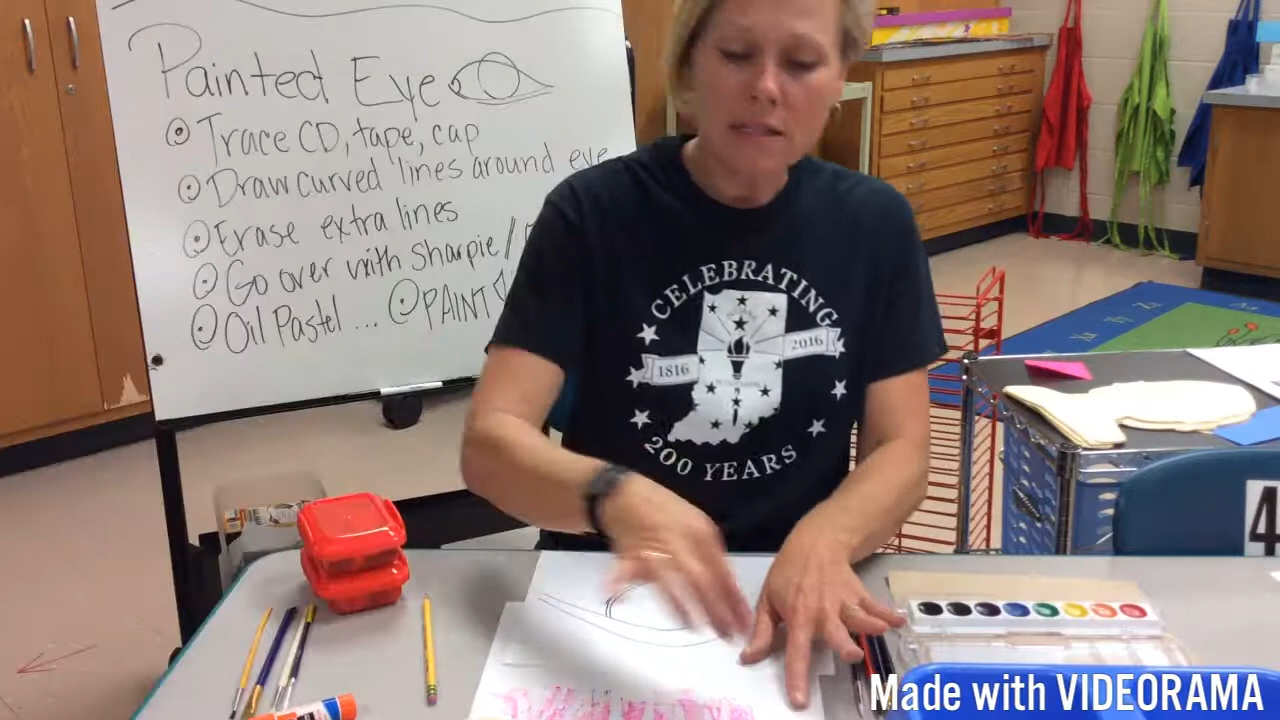 Painted Eye
Trace CD, tape, cap
Draw curved lines around eye
Erase extra lines
Go over with Sharpie //
Oil Pastel ... PAINT
CELEBRATING
1816 2016
200 YEARS
4
Made with VIDEORAMA